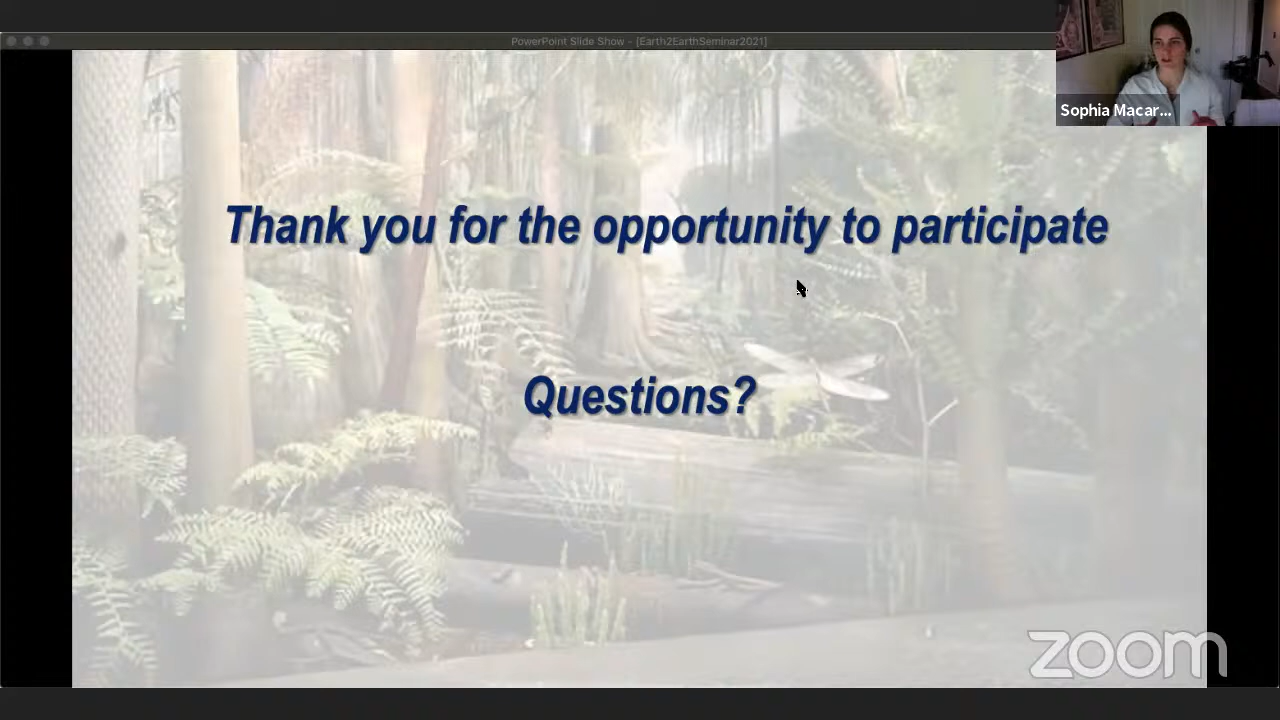 PowerPoint Slide Show - [Earth2EarthSeminar2021]
Sophia Macar...
Thank you for the opportunity to participate
Questions?
zoom